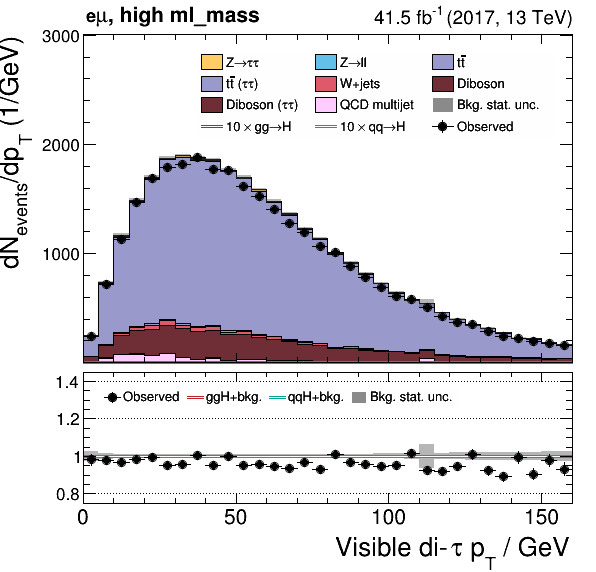 eμ, high ml_mass 41.5 fb⁻¹ (2017, 13 TeV)
dN_events/dp_T (1/GeV)
3000
2000
1000
Z→ττ Z→ll tt̄
tt̄ (ττ) W+jets Diboson
Diboson (ττ) QCD multijet Bkg. stat. unc.
10 × gg→H 10 × qq→H Observed
1.4
1.2
1
0.8
Observed ggH+bkg. qqH+bkg. Bkg. stat. unc.
0 50 100 150
Visible di-τ p_T / GeV